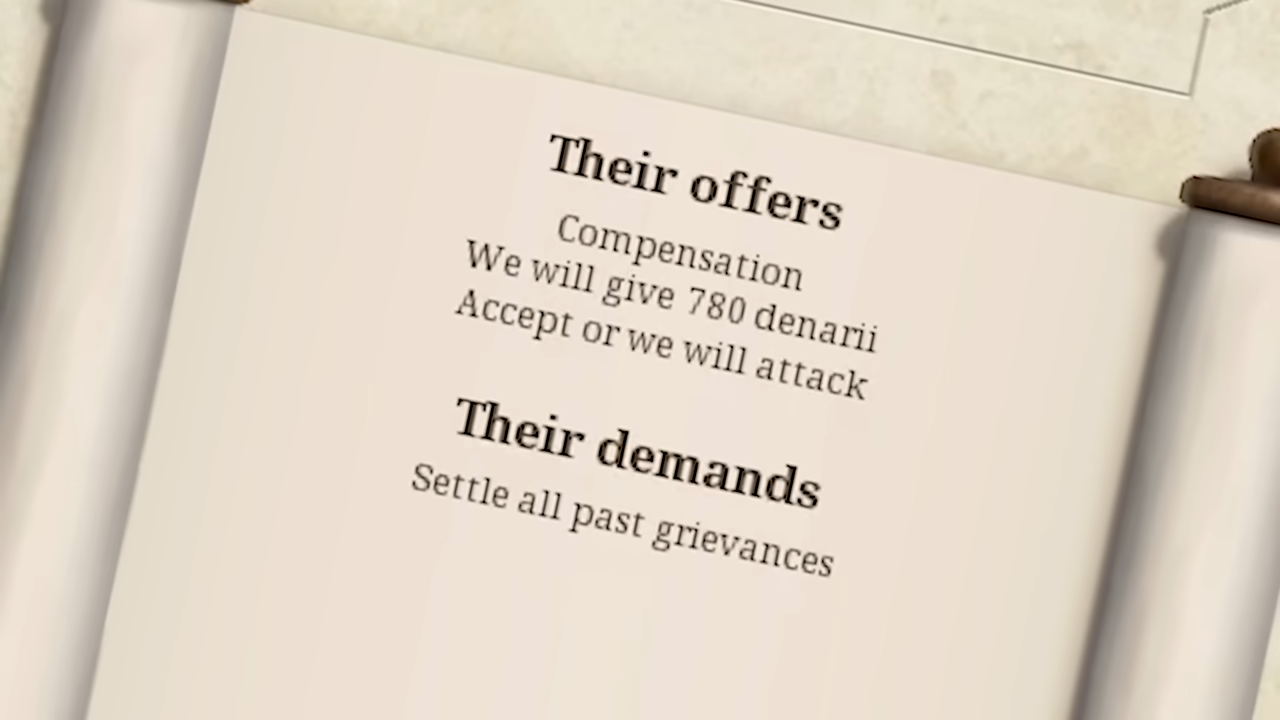 Their offers
Compensation
We will give 780 denarii
Accept or we will attack
Their demands
Settle all past grievances